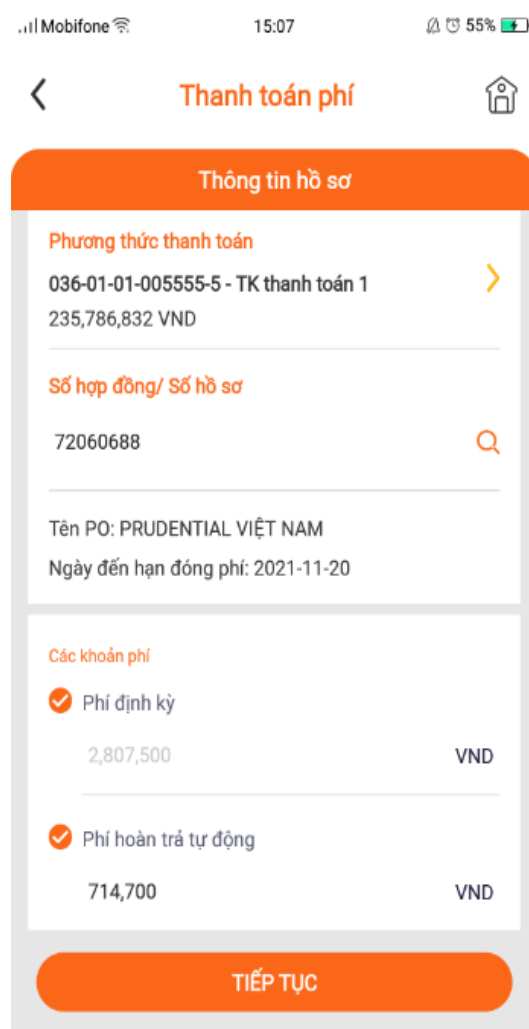 Mobifone 15:07 55%
Thanh toán phí
Thông tin hồ sơ
Phương thức thanh toán
036-01-01-005555-5 - TK thanh toán 1
235,786,832 VND
Số hợp đồng/ Số hồ sơ
72060688
Tên PO: PRUDENTIAL VIỆT NAM
Ngày đến hạn đóng phí: 2021-11-20
Các khoản phí
Phí định kỳ
2,807,500 VND
Phí hoàn trả tự động
714,700 VND
TIẾP TỤC